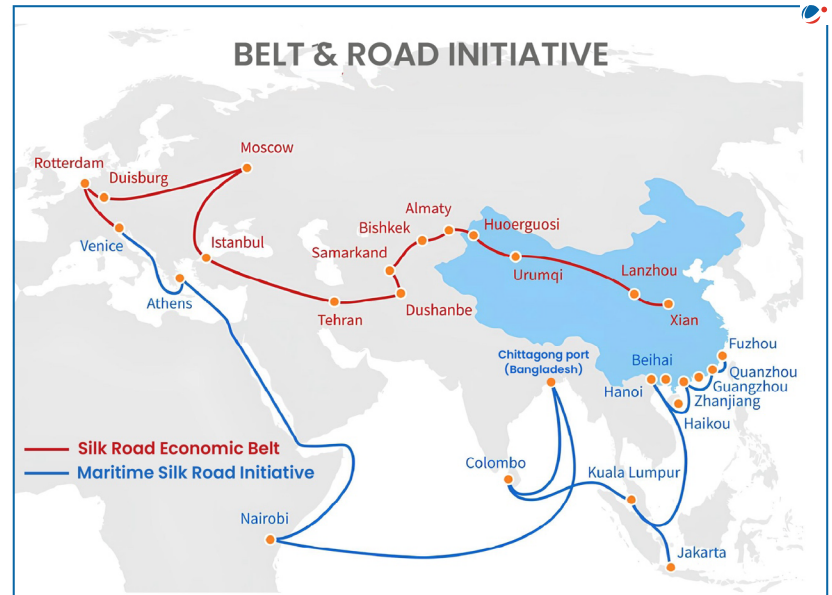 BELT & ROAD INITIATIVE
Moscow
Rotterdam
Duisburg
Almaty
Huoerguosi
Bishkek
Venice
Istanbul
Samarkand
Urumqi
Lanzhou
Athens
Tehran
Dushanbe
Xian
Fuzhou
Chittagong port
(Bangladesh)
Beihai
Quanzhou
Guangzhou
Hanoi
Zhanjiang
Haikou
Silk Road Economic Belt
Maritime Silk Road Initiative
Colombo
Kuala Lumpur
Nairobi
Jakarta